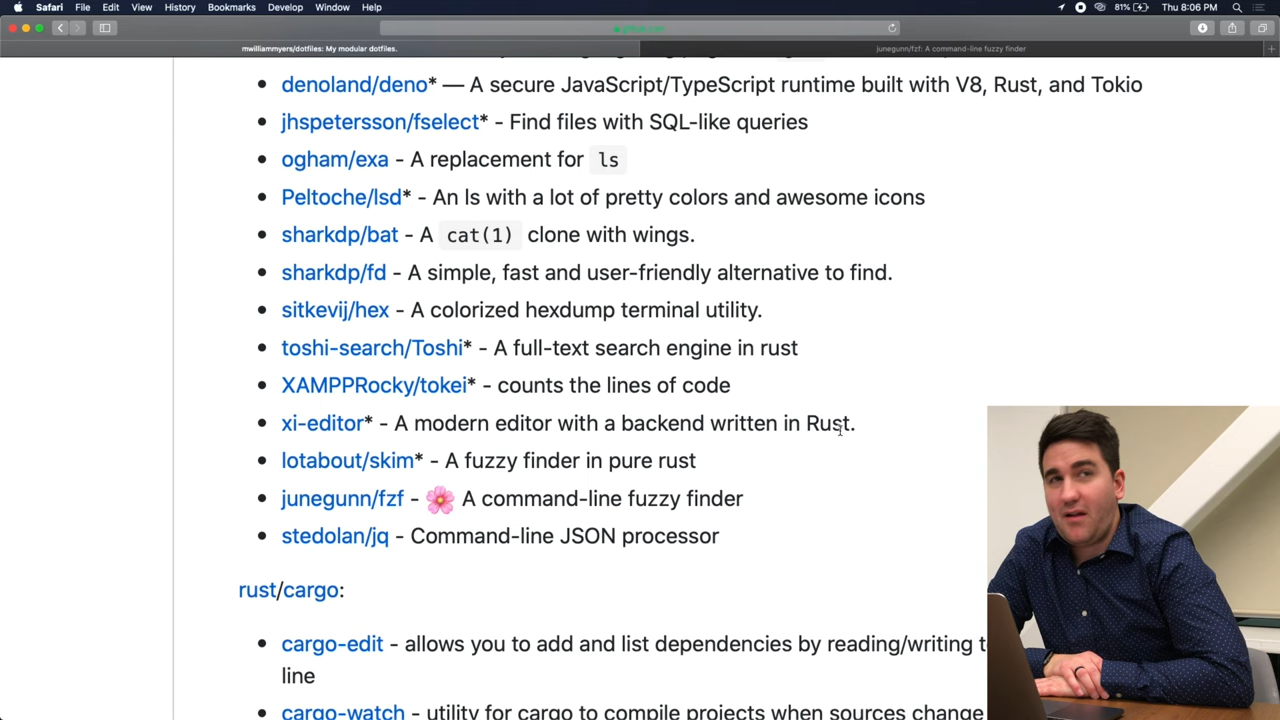 Safari File Edit View History Bookmarks Develop Window Help 81% Thu 8:06 PM
github.com
mwilliammyers/dotfiles: My modular dotfiles. junegunn/fzf: A command-line fuzzy finder
denoland/deno* — A secure JavaScript/TypeScript runtime built with V8, Rust, and Tokio
jhspetersson/fselect* - Find files with SQL-like queries
ogham/exa - A replacement for ls
Peltoche/lsd* - An ls with a lot of pretty colors and awesome icons
sharkdp/bat - A cat(1) clone with wings.
sharkdp/fd - A simple, fast and user-friendly alternative to find.
sitkevij/hex - A colorized hexdump terminal utility.
toshi-search/Toshi* - A full-text search engine in rust
XAMPPRocky/tokei* - counts the lines of code
xi-editor* - A modern editor with a backend written in Rust.
lotabout/skim* - A fuzzy finder in pure rust
junegunn/fzf - 🌸 A command-line fuzzy finder
stedolan/jq - Command-line JSON processor
rust/cargo:
cargo-edit - allows you to add and list dependencies by reading/writing
line
cargo-watch - utility for cargo to compile projects when sources change